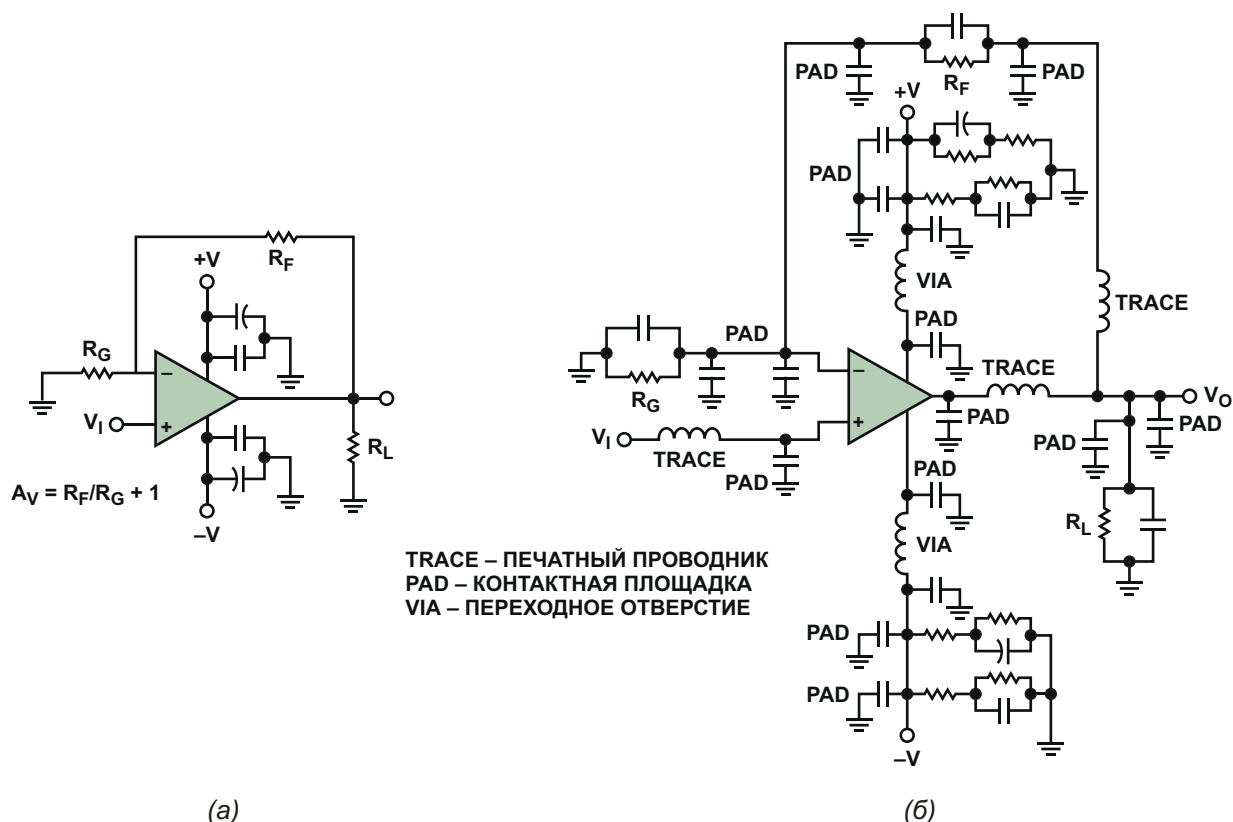 R_F
+V
R_G
V_I
−
+
R_L
A_V = R_F/R_G + 1
–V
(а)
PAD
R_F
PAD
+V
PAD
VIA
TRACE
PAD
PAD
TRACE
R_G
−
+
V_I
TRACE
PAD
PAD
V_O
PAD
PAD
PAD
R_L
VIA
TRACE – ПЕЧАТНЫЙ ПРОВОДНИК
PAD – КОНТАКТНАЯ ПЛОЩАДКА
VIA – ПЕРЕХОДНОЕ ОТВЕРСТИЕ
PAD
PAD
–V
(б)